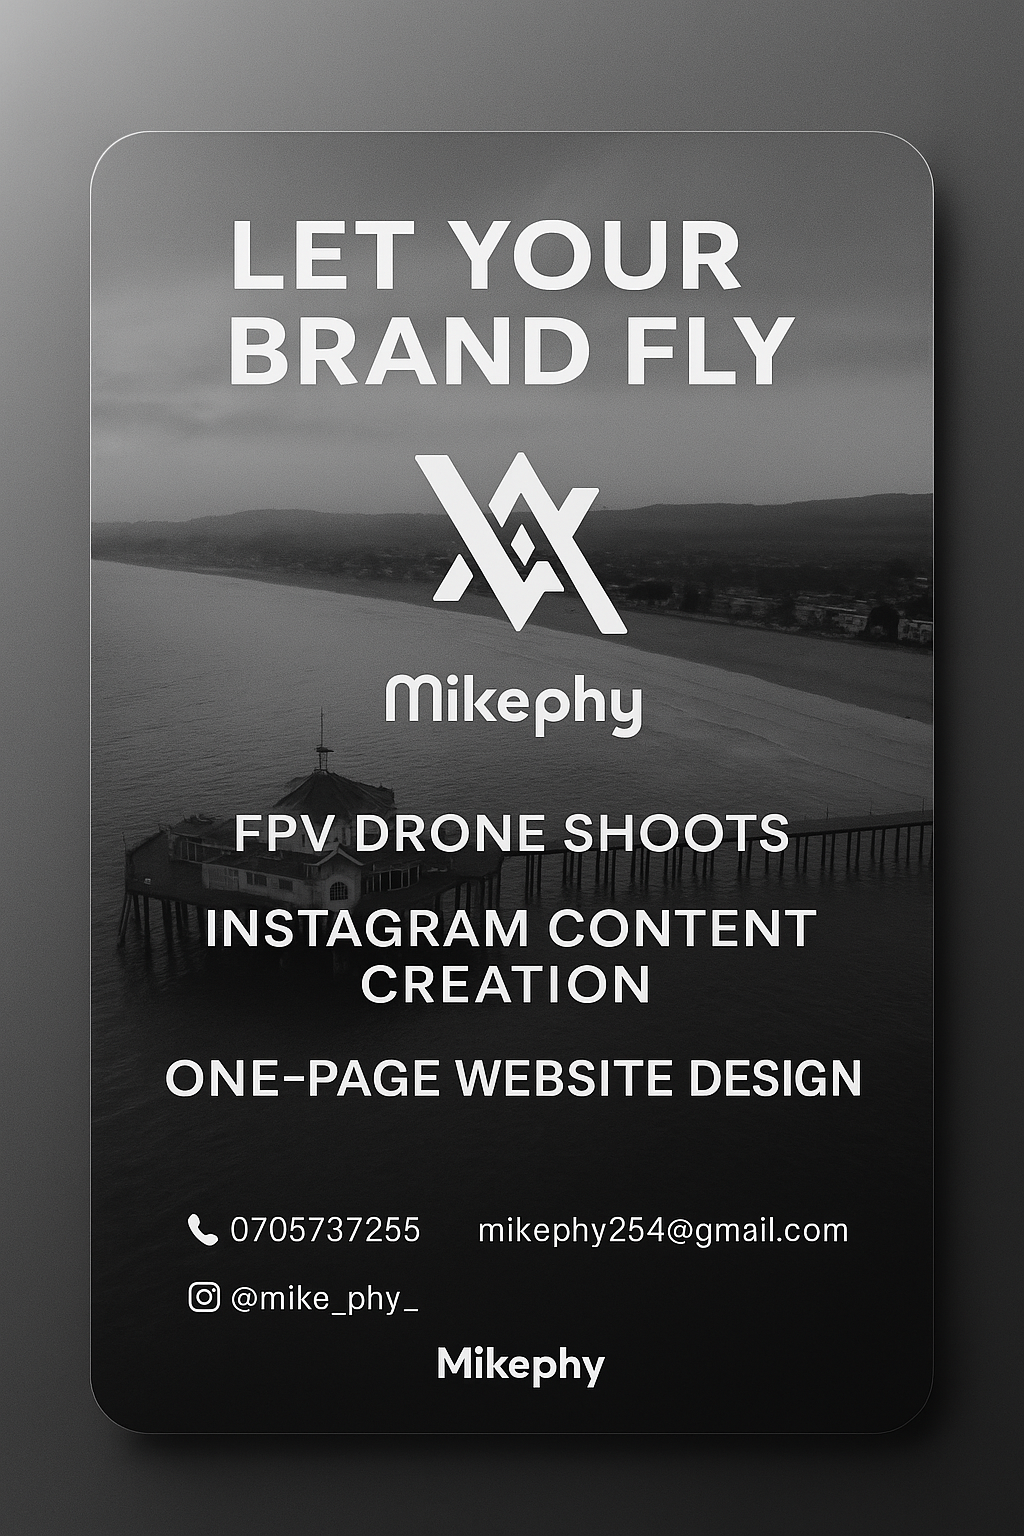 LET YOUR
BRAND FLY
Mikephy
FPV DRONE SHOOTS
INSTAGRAM CONTENT
CREATION
ONE-PAGE WEBSITE DESIGN
0705737255 mikephy254@gmail.com
@mike_phy_
Mikephy